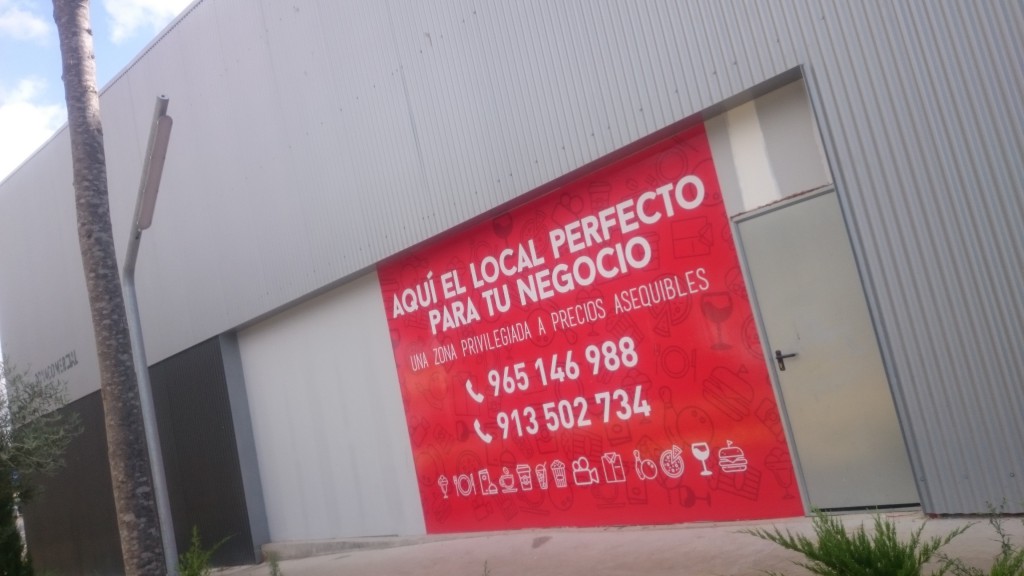 AQUÍ EL LOCAL PERFECTO
PARA TU NEGOCIO
UNA ZONA PRIVILEGIADA A PRECIOS ASEQUIBLES
965 146 988
913 502 734